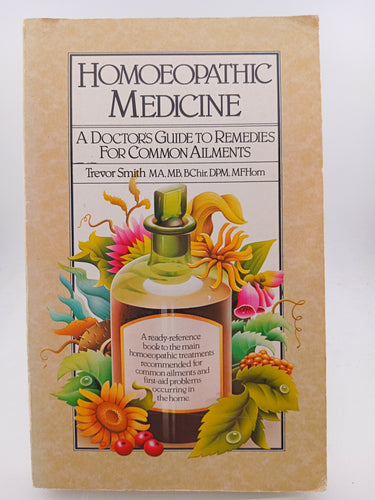 HOMOEOPATHIC
MEDICINE
A DOCTOR'S GUIDE TO REMEDIES
FOR COMMON AILMENTS
Trevor Smith MA, MB, BChir, DPM, MFHom
A ready-reference
book to the main
homoeopathic treatments
recommended for
common ailments and
first-aid problems
occurring in
the home.